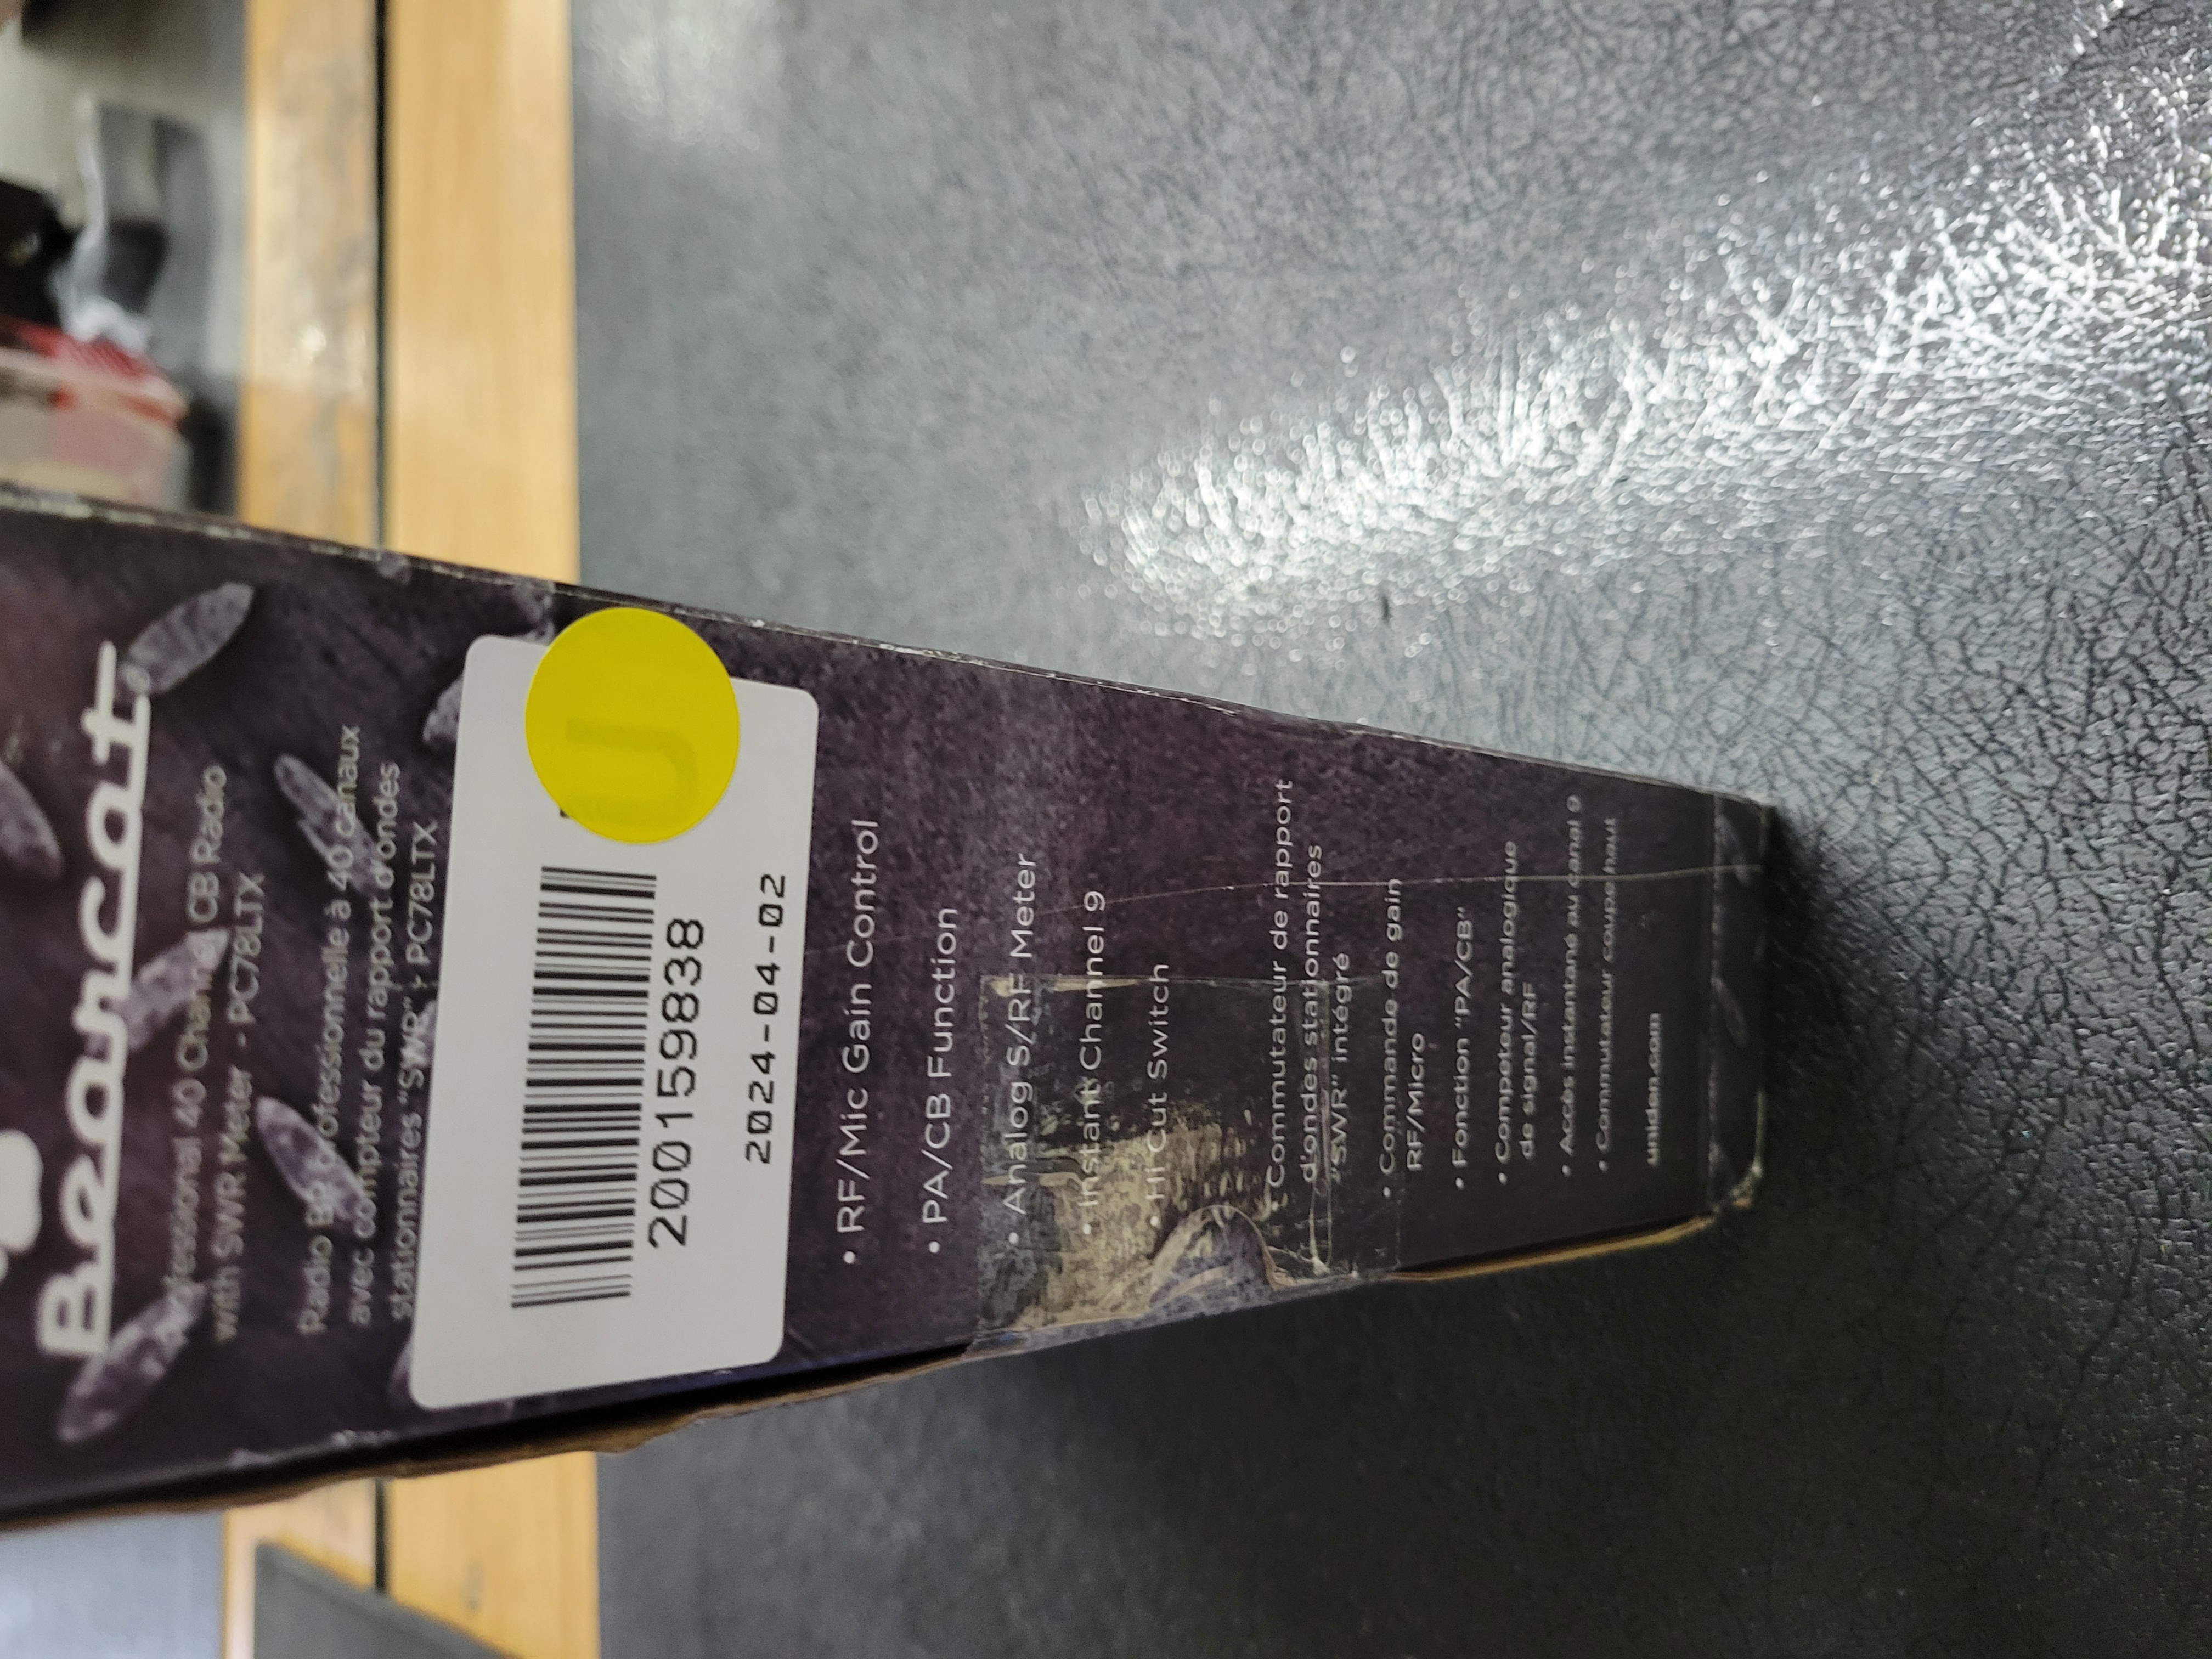 Bearcat
Professional 40 Channel CB Radio
with SWR Meter - PC78LTX
Radio BP professionnelle à 40 canaux
avec compteur du rapport d'ondes
stationnaires "SWR" - PC78LTX
U
200159838
2024-04-02
• RF/Mic Gain Control
• PA/CB Function
• Analog S/RF Meter
• Instant Channel 9
• Hi Cut Switch
• Commutateur de rapport
d'ondes stationnaires
"SWR" intégré
• Commande de gain
RF/Micro
• Fonction "PA/CB"
• Compteur analogique
de signal/RF
• Accès instantané au canal 9
• Commutateur coupe haut
uniden.com